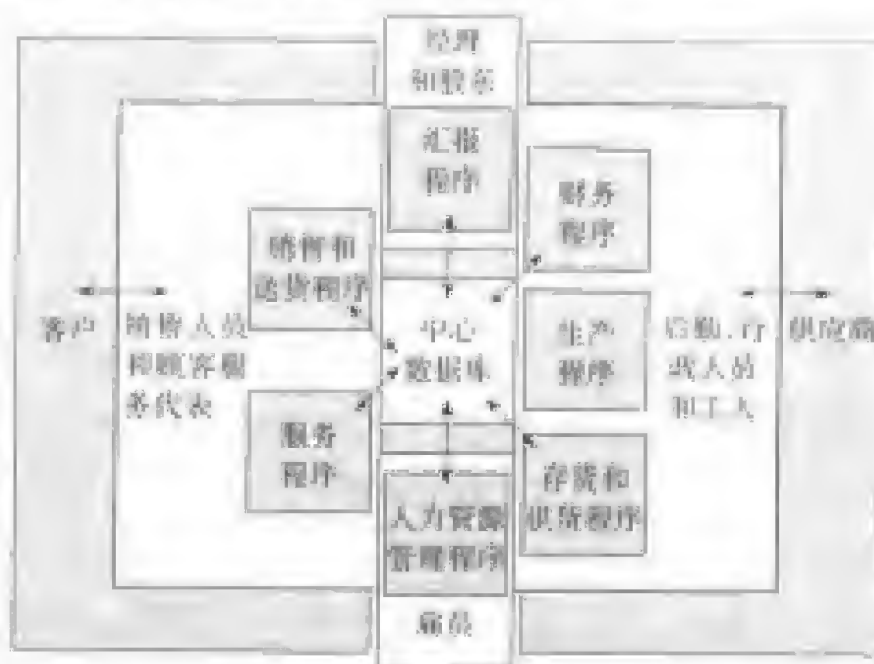 经理
和股东
汇报
程序
财务
程序
销售和
送货程序
客户
销售人员
和顾客服
务代表
中心
数据库
生产
程序
后勤、行
政人员
和工人
供应商
服务
程序
人力资源
管理程序
存货和
供货程序
雇员